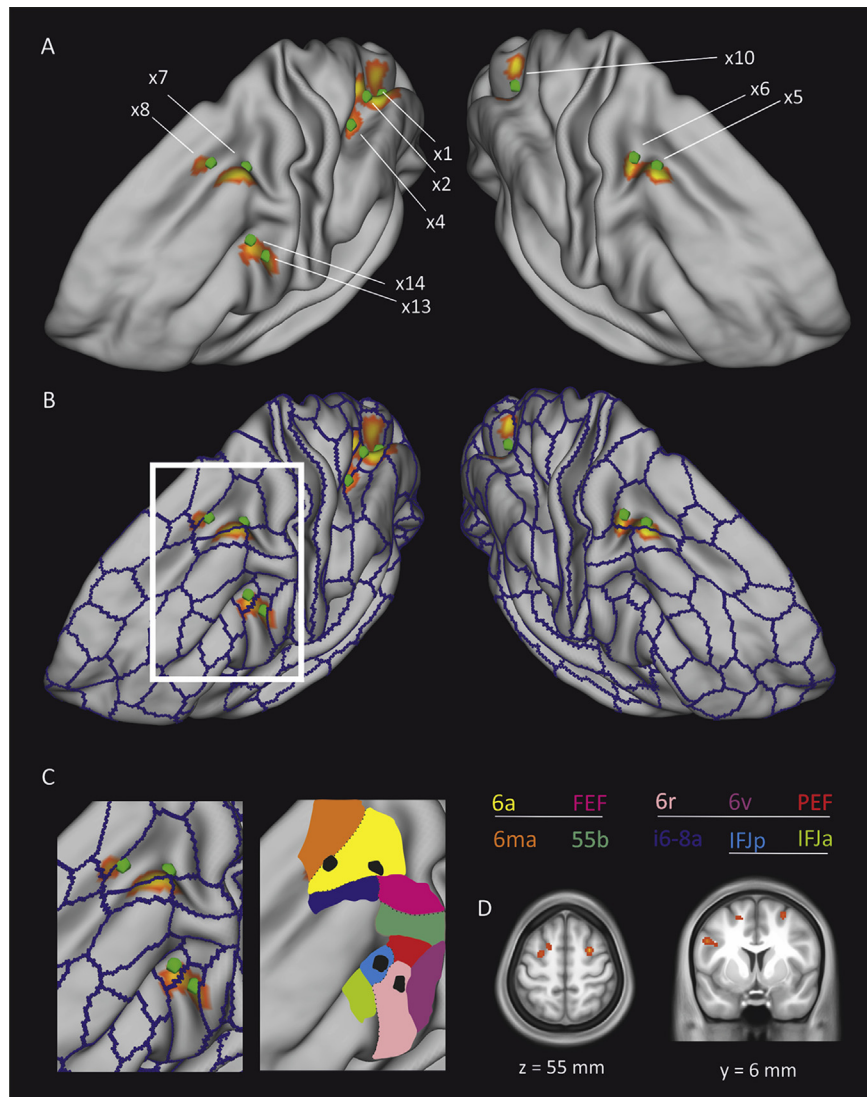 A
x7
x8
x10
x6
x5
x1
x2
x4
x14
x13
B
C
6a FEF
6ma 55b
6r 6v PEF
i6-8a IFJp IFJa
D
z = 55 mm
y = 6 mm